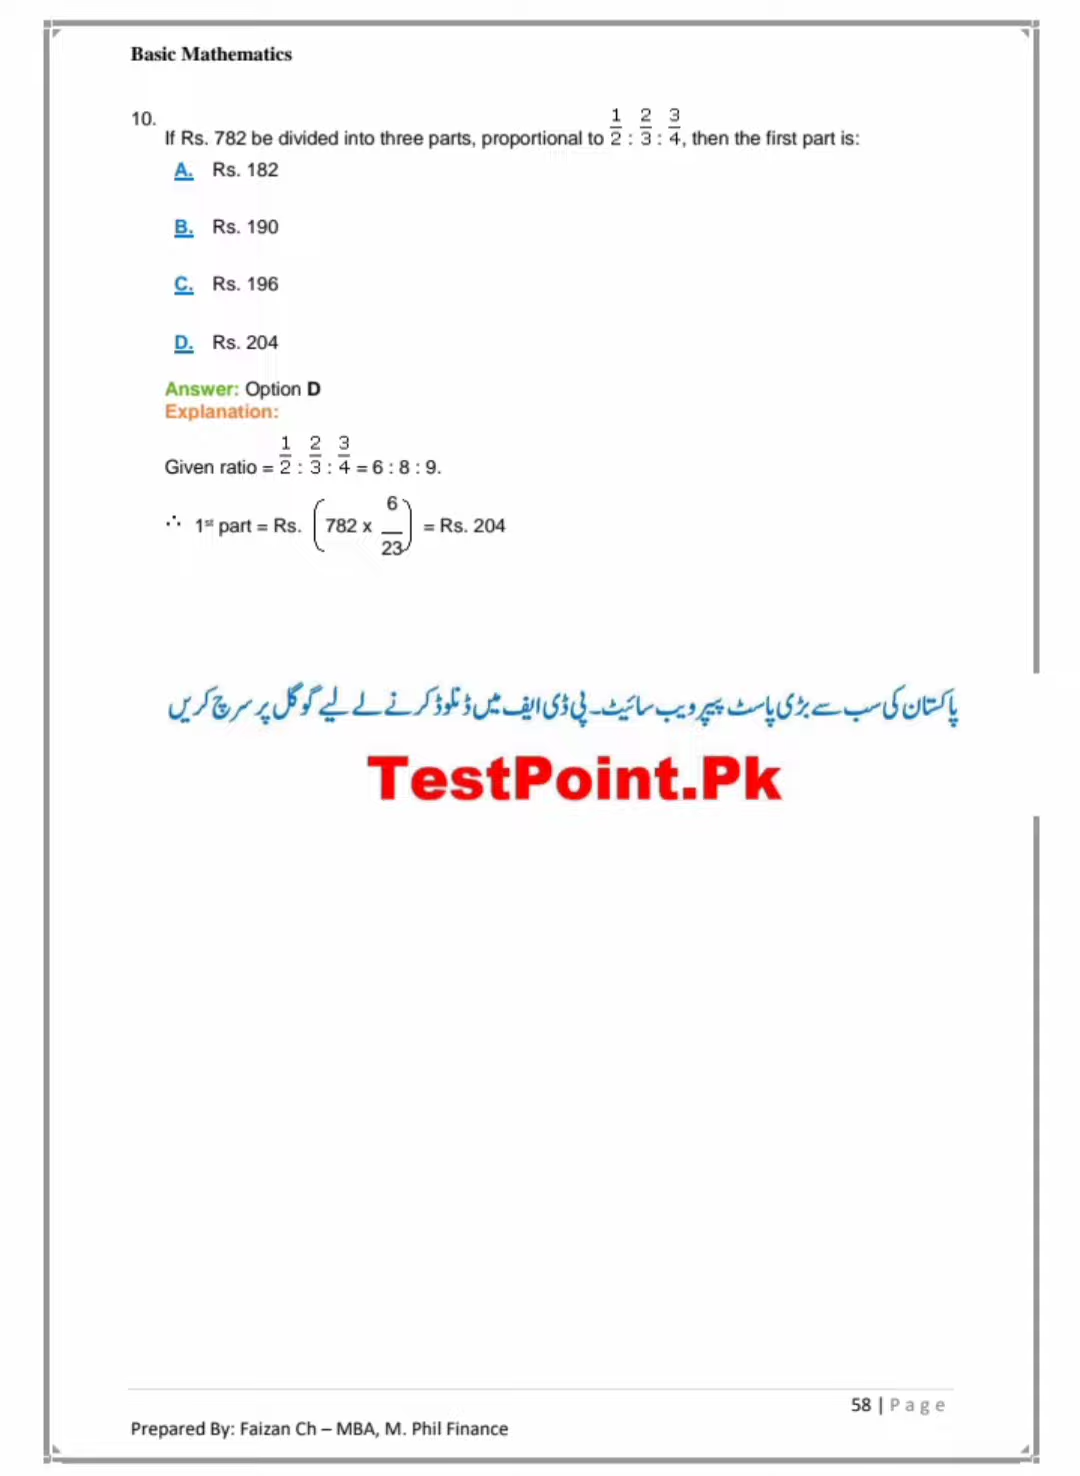 Basic Mathematics
10.
If Rs. 782 be divided into three parts, proportional to 1/2 : 2/3 : 3/4, then the first part is:
A. Rs. 182
B. Rs. 190
C. Rs. 196
D. Rs. 204
Answer: Option D
Explanation:
Given ratio = 1/2 : 2/3 : 3/4 = 6 : 8 : 9.
∴ 1st part = Rs. (782 x 6/23) = Rs. 204
پاکستان کی سب سے بڑی پاسٹ پیپر ویب سائیٹ۔ پی ڈی ایف میں ڈنلوڈ کرنے لے لیے گوگل پر سرچ کریں
TestPoint.Pk
58 | Page
Prepared By: Faizan Ch – MBA, M. Phil Finance